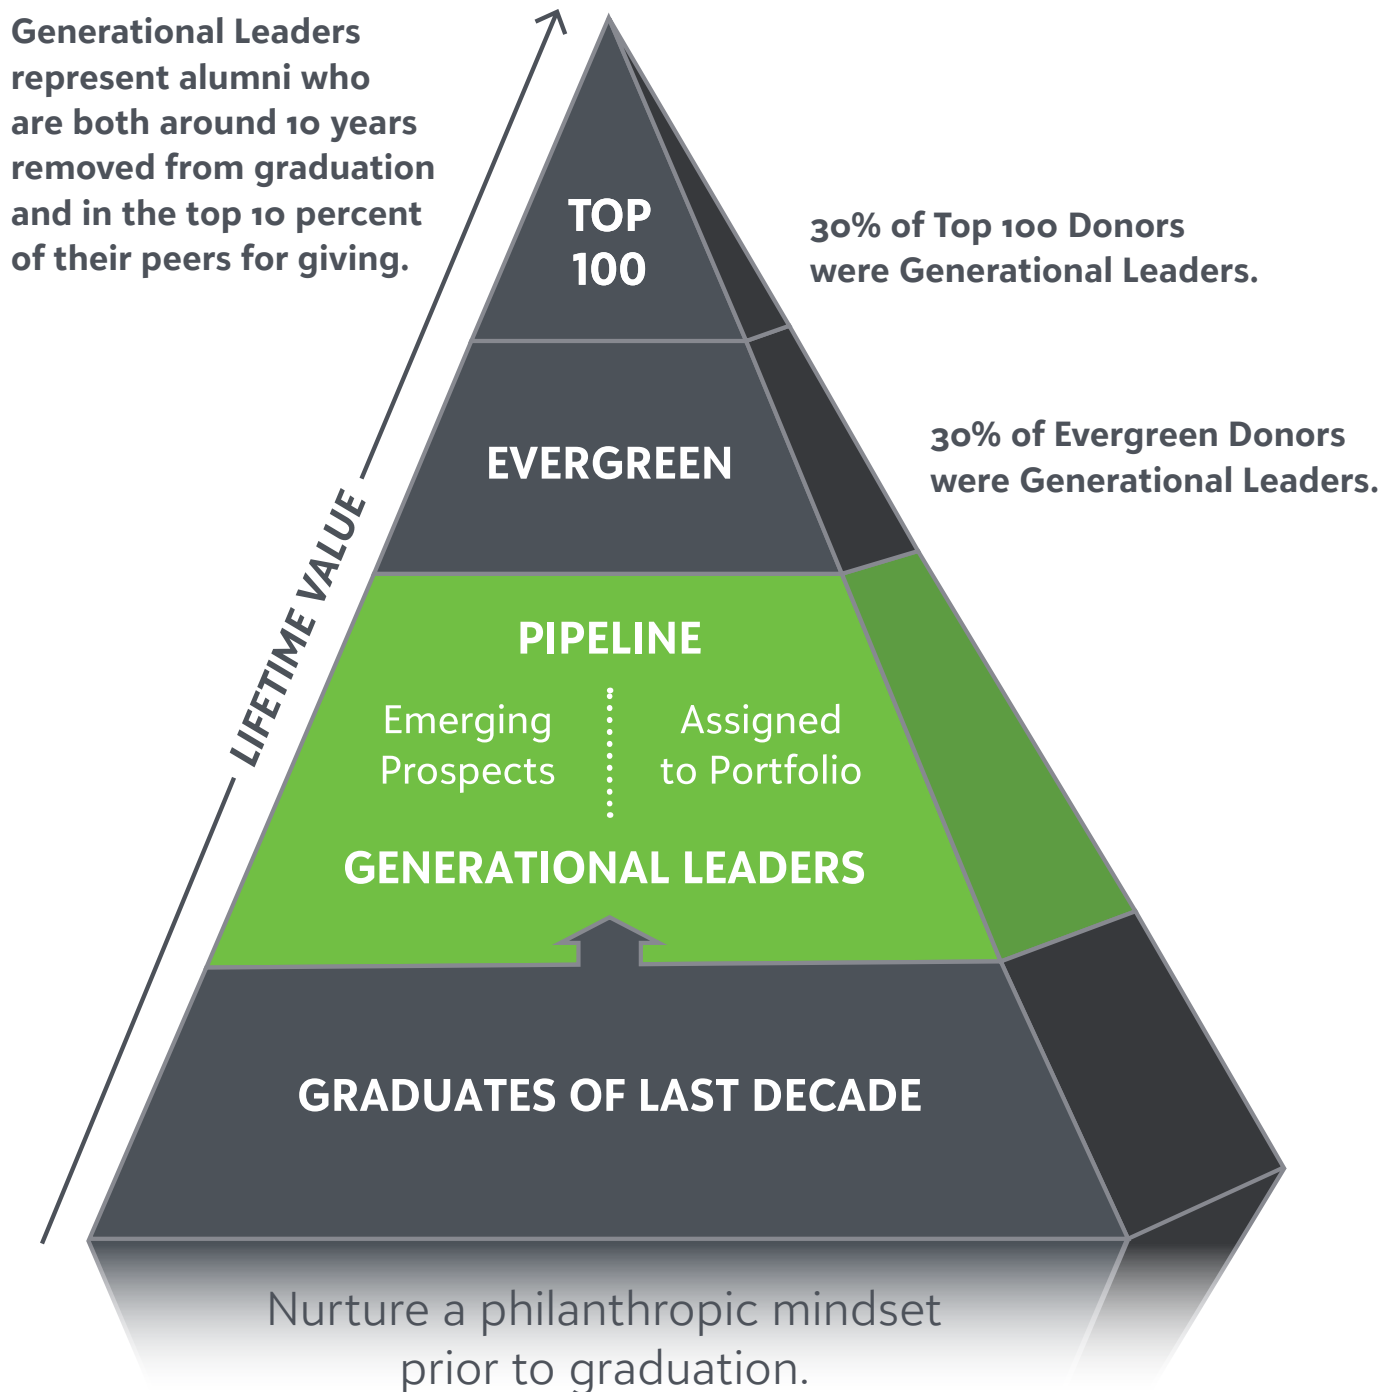 Generational Leaders
represent alumni who
are both around 10 years
removed from graduation
and in the top 10 percent
of their peers for giving.
TOP
100
30% of Top 100 Donors
were Generational Leaders.
EVERGREEN
30% of Evergreen Donors
were Generational Leaders.
LIFETIME VALUE
PIPELINE
Emerging
Prospects
Assigned
to Portfolio
GENERATIONAL LEADERS
GRADUATES OF LAST DECADE
Nurture a philanthropic mindset
prior to graduation.